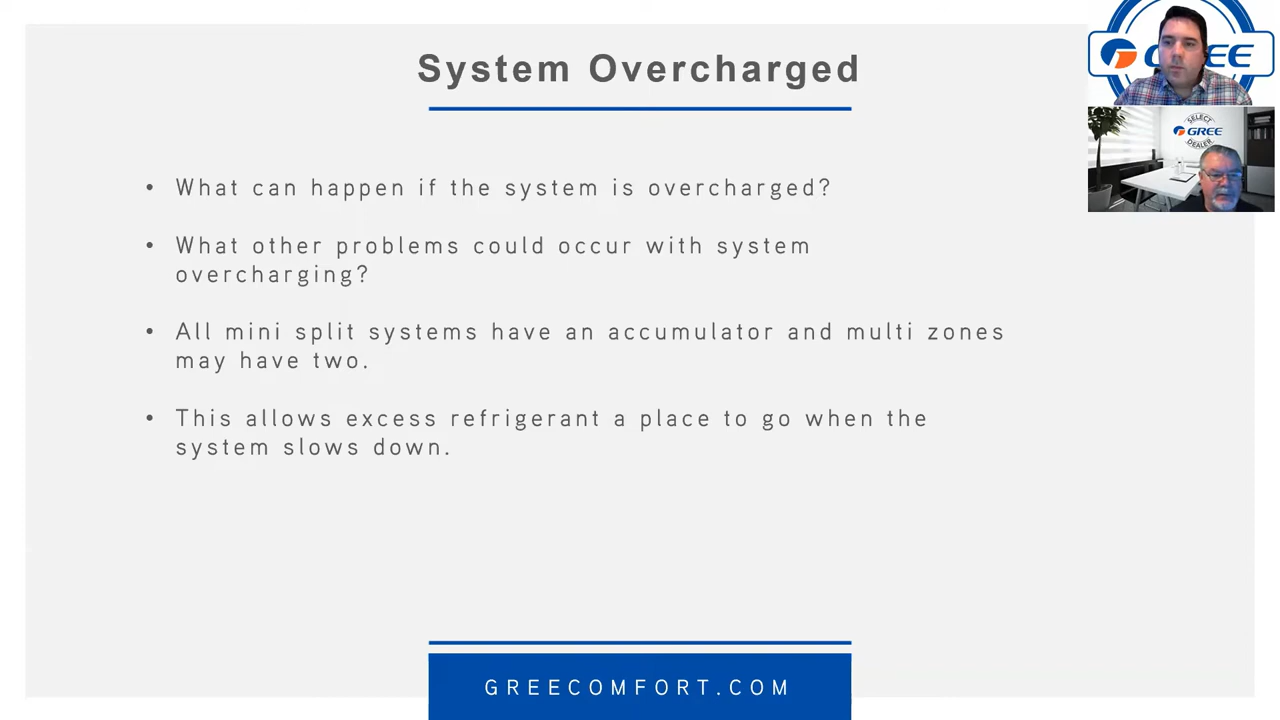 System Overcharged
GREE
SELECT
GREE
DEALER
• What can happen if the system is overcharged?
• What other problems could occur with system
overcharging?
• All mini split systems have an accumulator and multi zones
may have two.
• This allows excess refrigerant a place to go when the
system slows down.
GREECOMFORT.COM